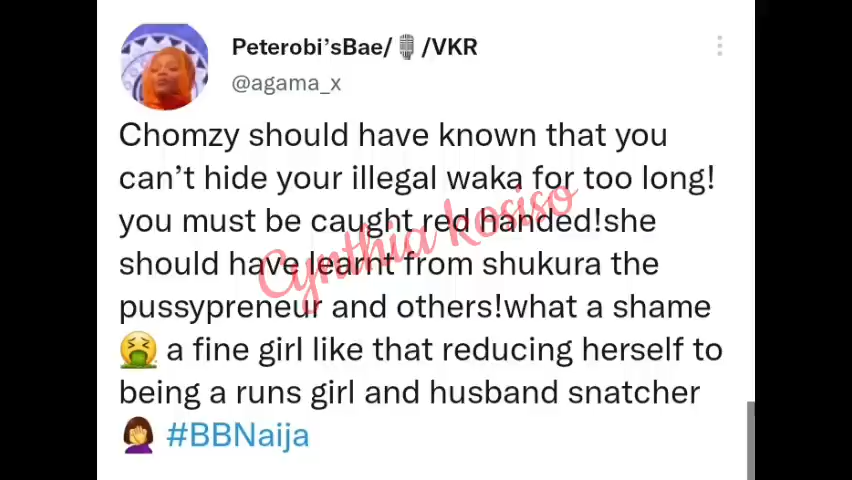 Peterobi’sBae/🎙/VKR
@agama_x
Chomzy should have known that you
can’t hide your illegal waka for too long!
you must be caught red handed!she
should have learnt from shukura the
pussypreneur and others!what a shame
🤮 a fine girl like that reducing herself to
being a runs girl and husband snatcher
🤦‍♀️ #BBNaija
Cynthia kosiso